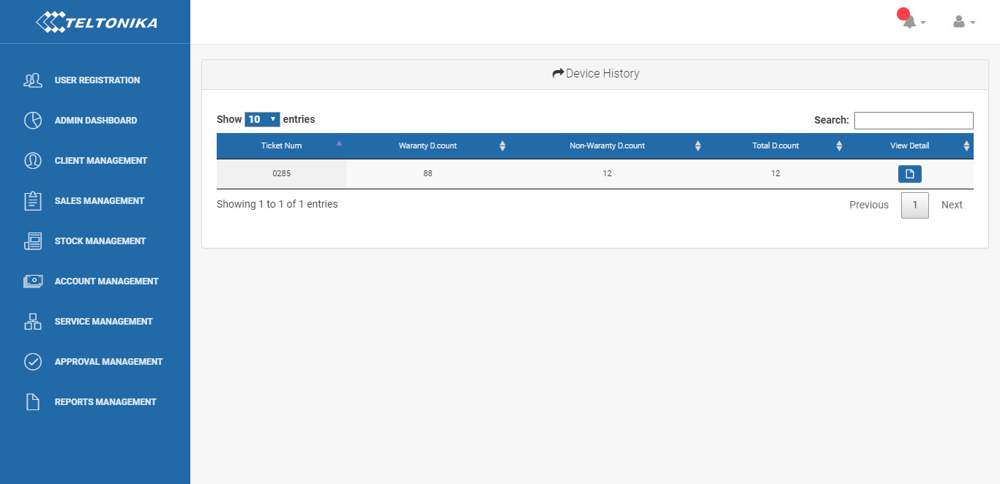 TELTONIKA
USER REGISTRATION
ADMIN DASHBOARD
CLIENT MANAGEMENT
SALES MANAGEMENT
STOCK MANAGEMENT
ACCOUNT MANAGEMENT
SERVICE MANAGEMENT
APPROVAL MANAGEMENT
REPORTS MANAGEMENT
Device History
Show 10 entries
Search:
Ticket Num Waranty D.count Non-Waranty D.count Total D.count View Detail
0285 88 12 12
Showing 1 to 1 of 1 entries
Previous 1 Next